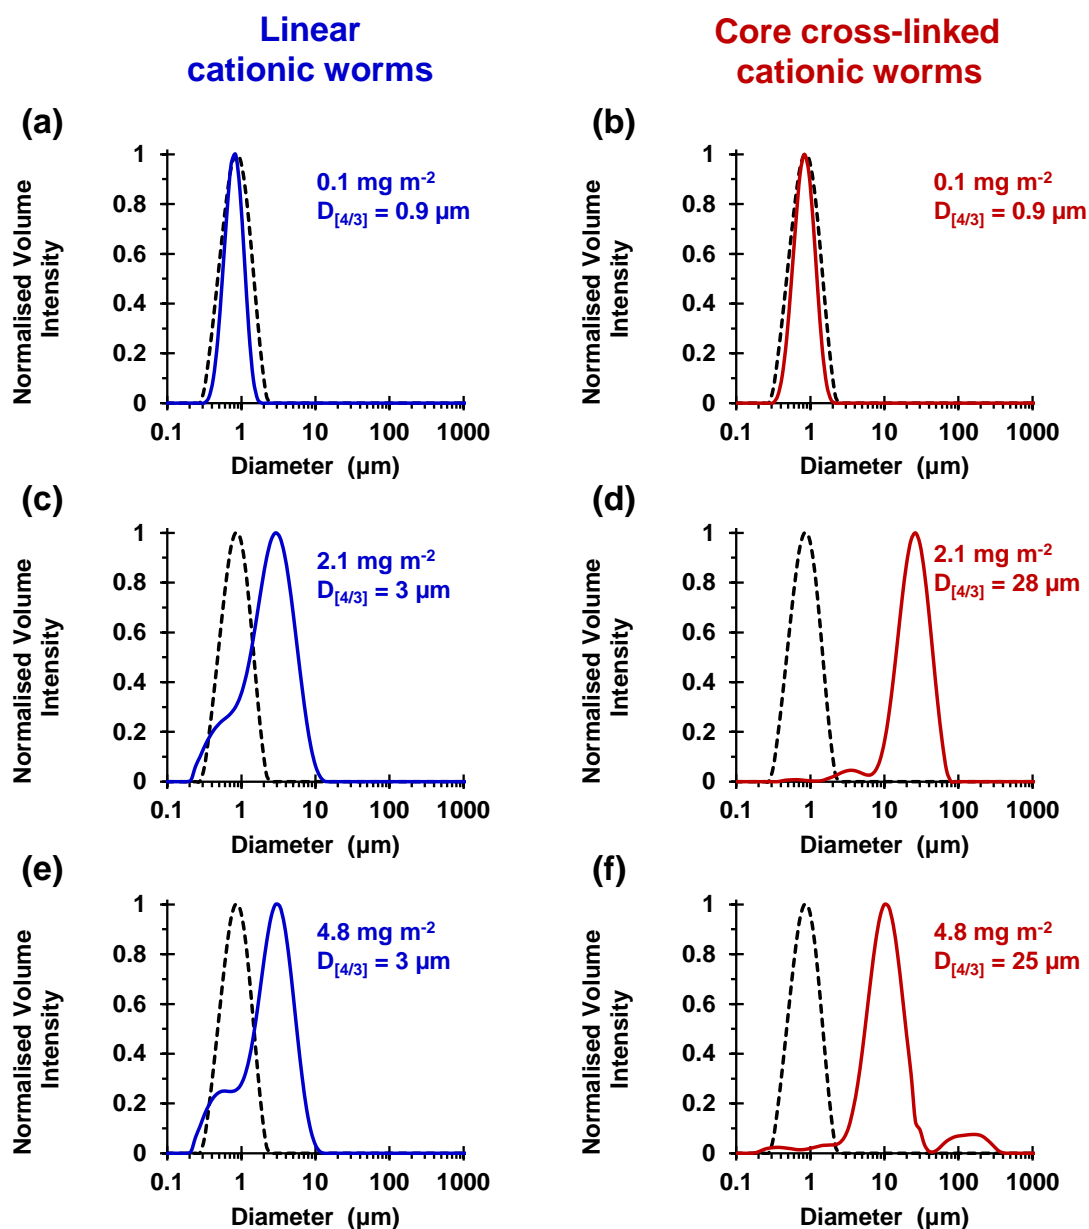 Linear
cationic worms
Core cross-linked
cationic worms
(a)
Normalised Volume
Intensity
1
0.8
0.6
0.4
0.2
0
0.1 mg m-2
D[4/3] = 0.9 µm
0.1 1 10 100 1000
Diameter (µm)
(b)
Normalised Volume
Intensity
1
0.8
0.6
0.4
0.2
0
0.1 mg m-2
D[4/3] = 0.9 µm
0.1 1 10 100 1000
Diameter (µm)
(c)
Normalised Volume
Intensity
1
0.8
0.6
0.4
0.2
0
2.1 mg m-2
D[4/3] = 3 µm
0.1 1 10 100 1000
Diameter (µm)
(d)
Normalised Volume
Intensity
1
0.8
0.6
0.4
0.2
0
2.1 mg m-2
D[4/3] = 28 µm
0.1 1 10 100 1000
Diameter (µm)
(e)
Normalised Volume
Intensity
1
0.8
0.6
0.4
0.2
0
4.8 mg m-2
D[4/3] = 3 µm
0.1 1 10 100 1000
Diameter (µm)
(f)
Normalised Volume
Intensity
1
0.8
0.6
0.4
0.2
0
4.8 mg m-2
D[4/3] = 25 µm
0.1 1 10 100 1000
Diameter (µm)